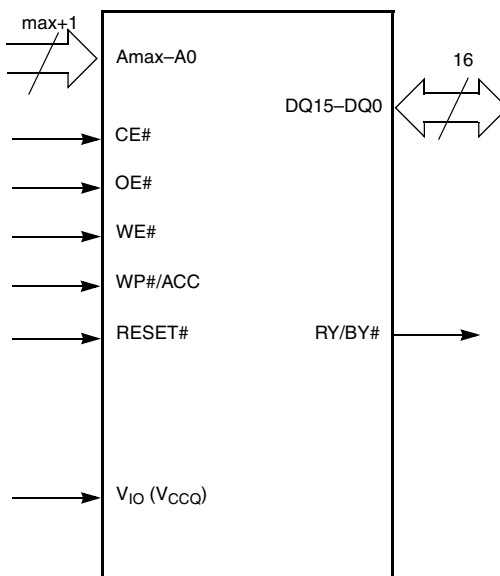 max+1
Amax–A0
16
DQ15–DQ0
CE#
OE#
WE#
WP#/ACC
RESET#
RY/BY#
VIO (VCCQ)